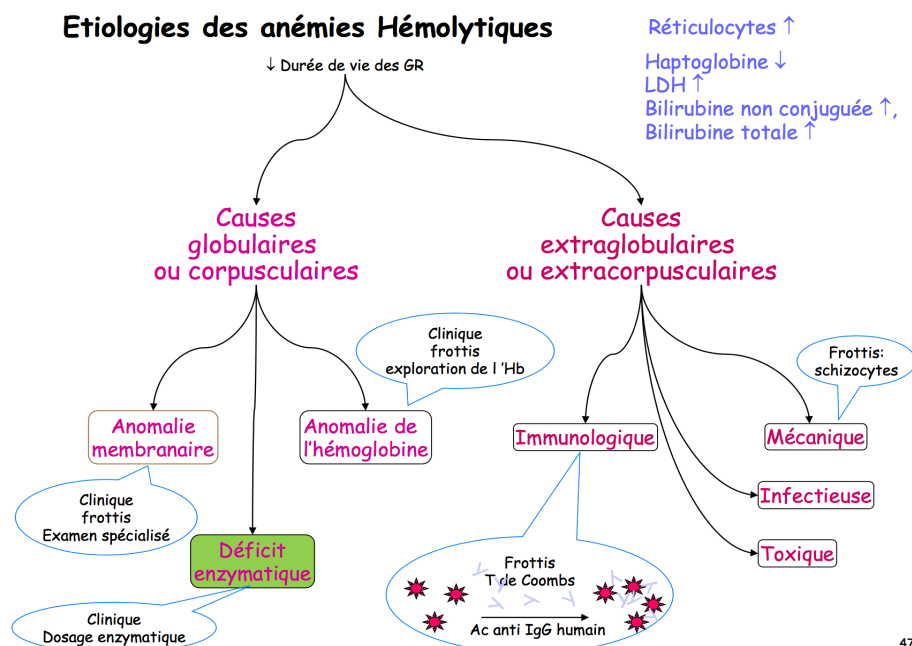 Etiologies des anémies Hémolytiques
Réticulocytes ↑
Haptoglobine ↓
LDH ↑
Bilirubine non conjuguée ↑,
Bilirubine totale ↑
↓ Durée de vie des GR
Causes
globulaires
ou corpusculaires
Causes
extraglobulaires
ou extracorpusculaires
Clinique
frottis
exploration de l 'Hb
Frottis:
schizocytes
Anomalie
membranaire
Anomalie de
l'hémoglobine
Immunologique
Mécanique
Clinique
frottis
Examen spécialisé
Infectieuse
Déficit
enzymatique
Toxique
Frottis
T de Coombs
Ac anti IgG humain
Clinique
Dosage enzymatique
47